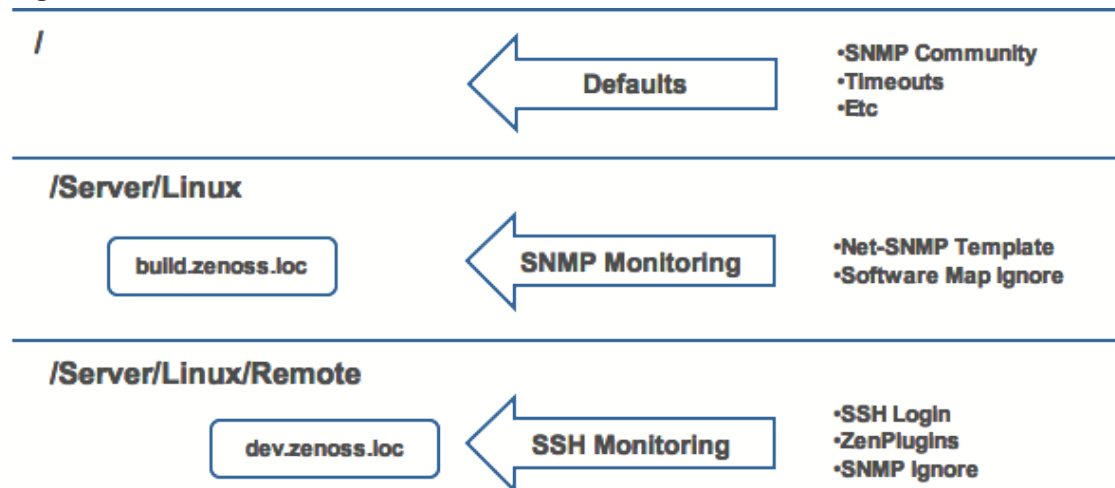 /
Defaults
•SNMP Community
•Timeouts
•Etc
/Server/Linux
build.zenoss.loc
SNMP Monitoring
•Net-SNMP Template
•Software Map Ignore
/Server/Linux/Remote
dev.zenoss.loc
SSH Monitoring
•SSH Login
•ZenPlugins
•SNMP Ignore